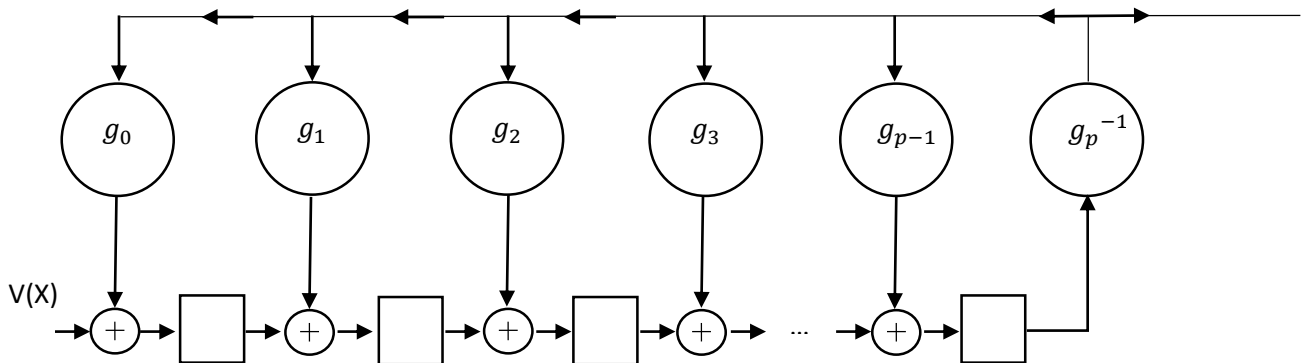 g₀ g₁ g₂ g₃ gₚ₋₁ gₚ⁻¹
V(X)
+ + + + ... +